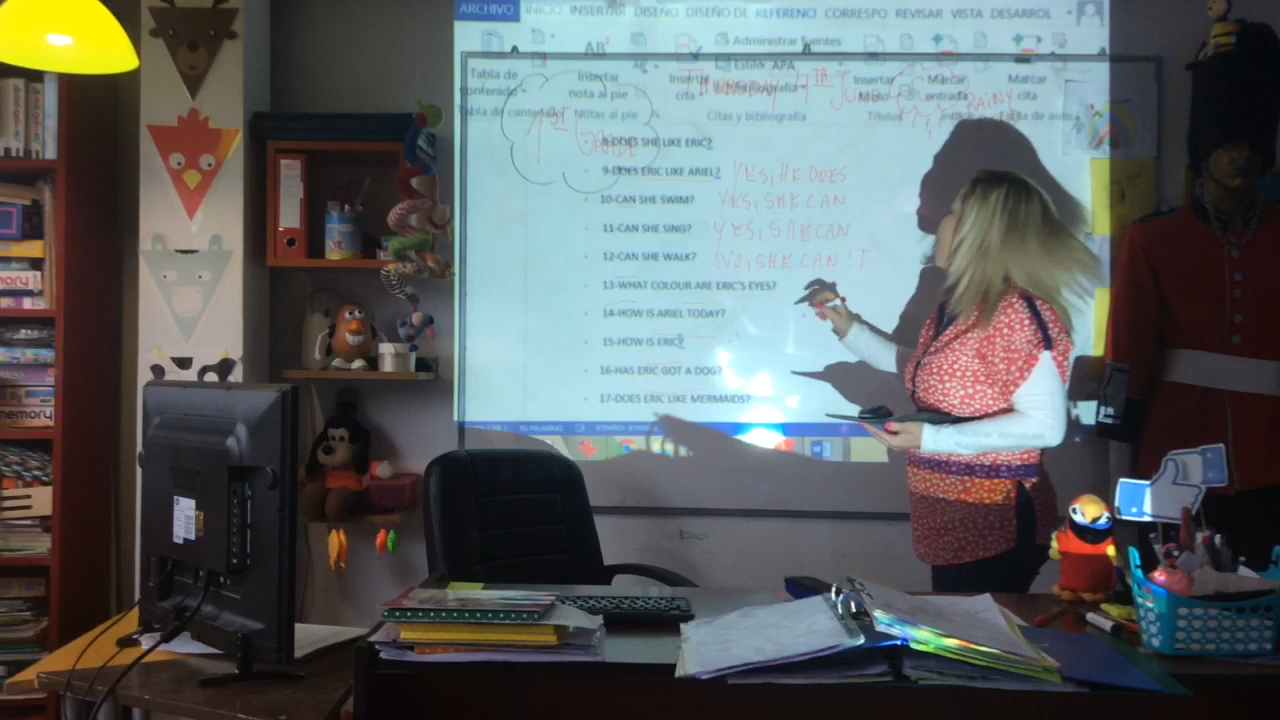 ARCHIVO INICIO INSERTAR DISEÑO DISEÑO DE REFERENCI CORRESPO REVISAR VISTA DESARROL
Administrar fuentes
Estilo: APA
Tabla de contenido
Insertar nota al pie
Insertar cita
Bibliografía
Insertar
Marcar entrada
Marcar cita
Tabla de contenido Notas al pie Citas y bibliografía Títulos
THURSDAY 4TH JUNE RAINY
1ST GRADE
8-DOES SHE LIKE ERIC?
9-DOES ERIC LIKE ARIEL? YES, HE DOES
10-CAN SHE SWIM? YES, SHE CAN
11-CAN SHE SING? YES, SHE CAN
12-CAN SHE WALK? NO, SHE CAN'T
13-WHAT COLOUR ARE ERIC'S EYES?
14-HOW IS ARIEL TODAY?
15-HOW IS ERIC?
16-HAS ERIC GOT A DOG?
17-DOES ERIC LIKE MERMAIDS?
memory